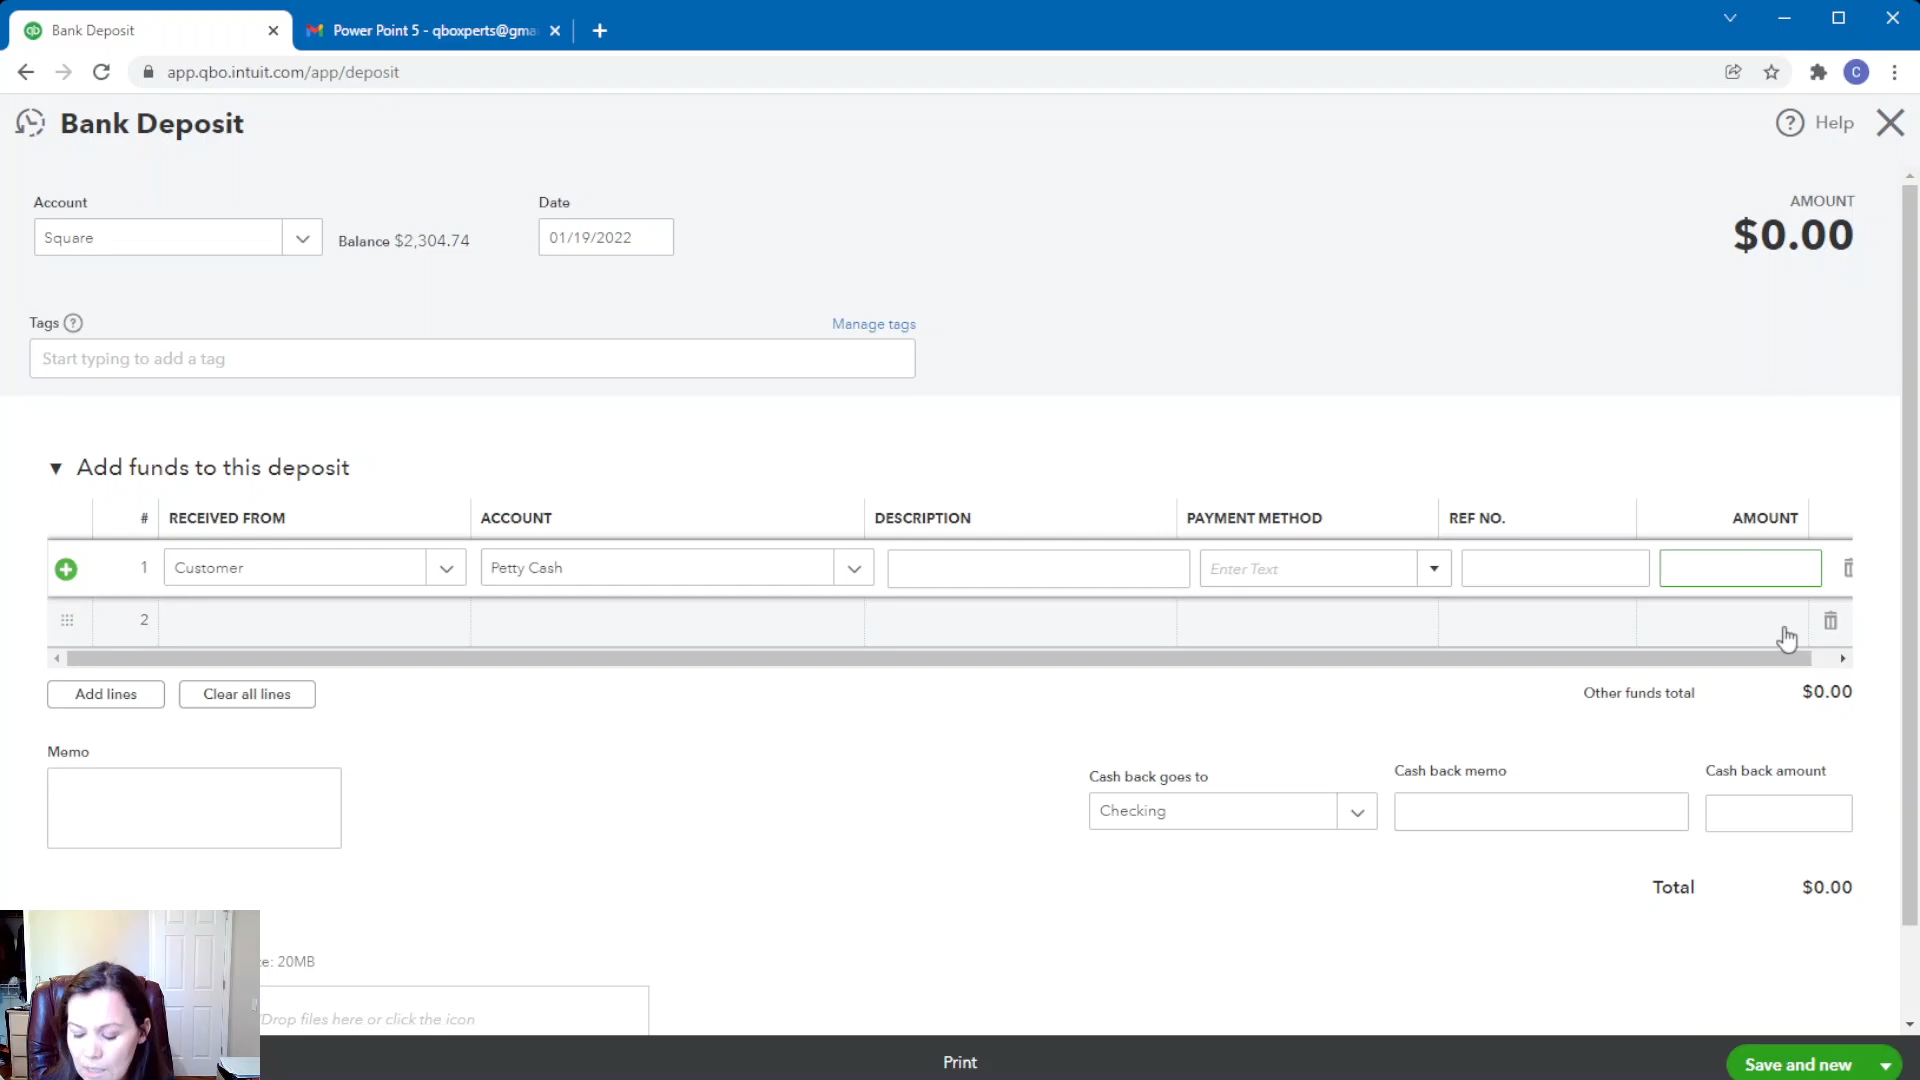 Bank Deposit
Power Point 5 - qboxperts@gma
app.qbo.intuit.com/app/deposit
C
Bank Deposit
? Help
Account
Date
AMOUNT
Square
Balance $2,304.74
01/19/2022
$0.00
Tags ?
Manage tags
Start typing to add a tag
Add funds to this deposit
# RECEIVED FROM ACCOUNT DESCRIPTION PAYMENT METHOD REF NO. AMOUNT
1 Customer Petty Cash Enter Text
2
Add lines
Clear all lines
Other funds total $0.00
Memo
Cash back goes to
Cash back memo
Cash back amount
Checking
Total $0.00
e: 20MB
Drop files here or click the icon
Print
Save and new